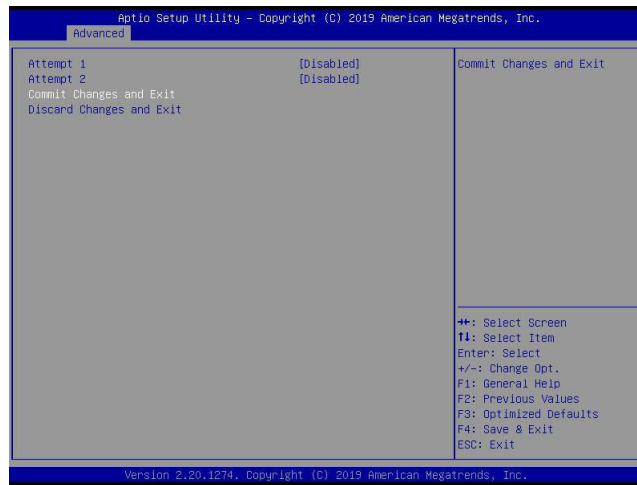 Aptio Setup Utility – Copyright (C) 2019 American Megatrends, Inc.
Advanced
Attempt 1 [Disabled]
Attempt 2 [Disabled]
Commit Changes and Exit
Discard Changes and Exit
Commit Changes and Exit
→←: Select Screen
↑↓: Select Item
Enter: Select
+/-: Change Opt.
F1: General Help
F2: Previous Values
F3: Optimized Defaults
F4: Save & Exit
ESC: Exit
Version 2.20.1274. Copyright (C) 2019 American Megatrends, Inc.